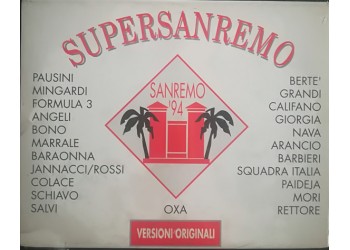 SUPERSANREMO
PAUSINI
MINGARDI
FORMULA 3
ANGELI
BONO
MARRALE
BARAONNA
JANNACCI/ROSSI
COLACE
SCHIAVO
SALVI
SANREMO
'94
OXA
BERTE'
GRANDI
CALIFANO
GIORGIA
NAVA
ARANCIO
BARBIERI
SQUADRA ITALIA
PAIDEJA
MORI
RETTORE
VERSIONI ORIGINALI